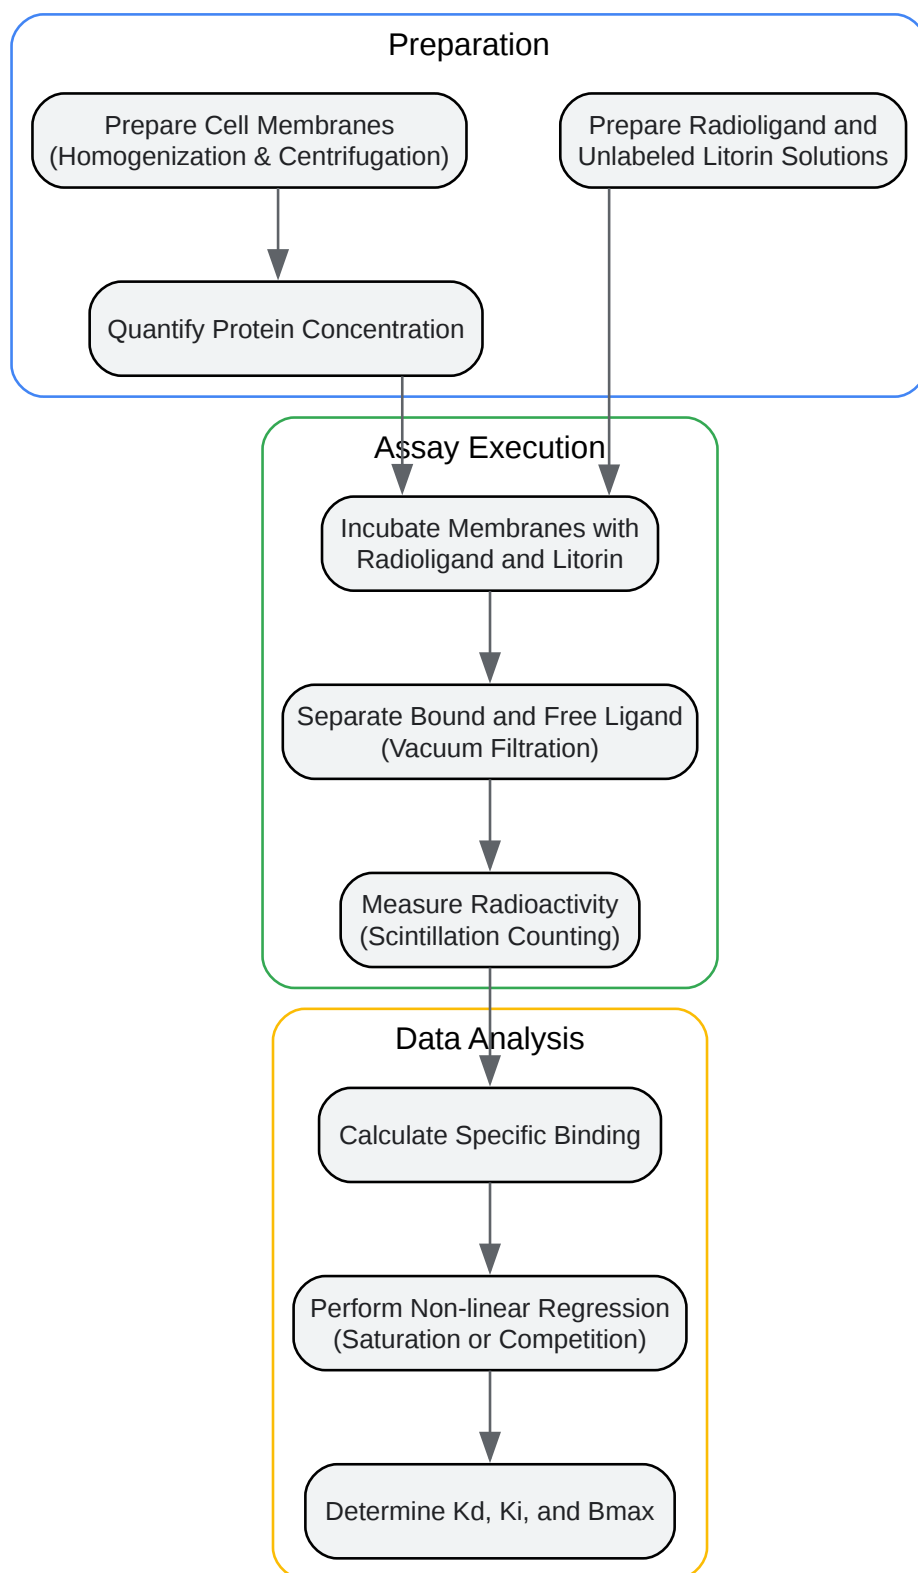 Preparation
Prepare Cell Membranes
(Homogenization & Centrifugation)
Prepare Radioligand and
Unlabeled Litorin Solutions
Quantify Protein Concentration
Assay Execution
Incubate Membranes with
Radioligand and Litorin
Separate Bound and Free Ligand
(Vacuum Filtration)
Measure Radioactivity
(Scintillation Counting)
Data Analysis
Calculate Specific Binding
Perform Non-linear Regression
(Saturation or Competition)
Determine Kd, Ki, and Bmax